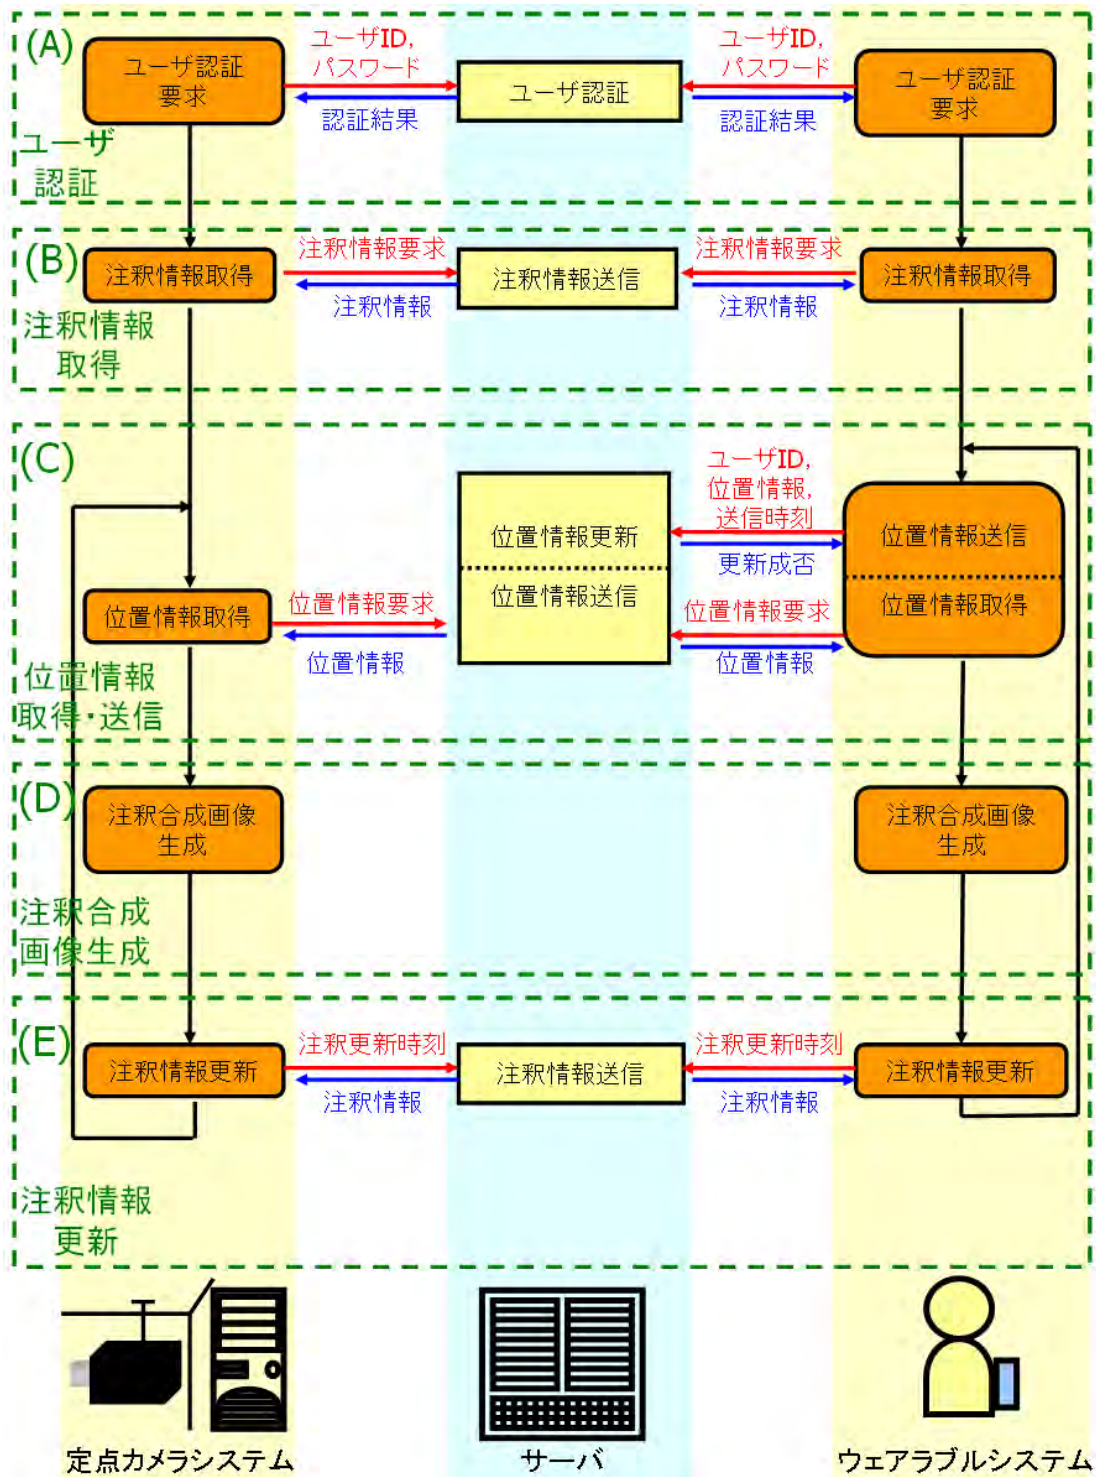 (A)
ユーザ
認証
ユーザ認証
要求
ユーザID,
パスワード
認証結果
ユーザ認証
ユーザID,
パスワード
認証結果
ユーザ認証
要求
(B)
注釈情報
取得
注釈情報取得
注釈情報要求
注釈情報
注釈情報送信
注釈情報要求
注釈情報
注釈情報取得
(C)
位置情報
取得・送信
位置情報取得
位置情報要求
位置情報
位置情報更新
位置情報送信
ユーザID,
位置情報,
送信時刻
更新成否
位置情報要求
位置情報
位置情報送信
位置情報取得
(D)
注釈合成
画像生成
注釈合成画像
生成
注釈合成画像
生成
(E)
注釈情報
更新
注釈情報更新
注釈更新時刻
注釈情報
注釈情報送信
注釈更新時刻
注釈情報
注釈情報更新
定点カメラシステム
サーバ
ウェアラブルシステム